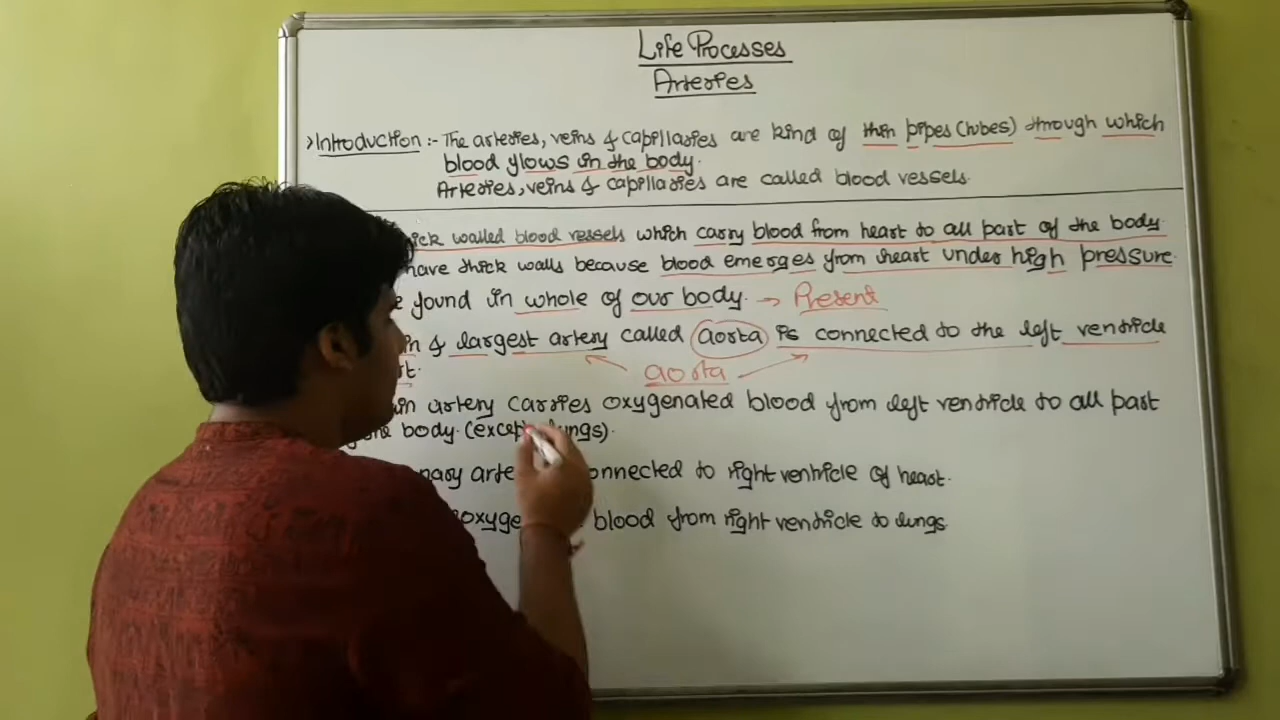 Life Processes
Arteries
> Introduction :- The arteries, veins & capillaries are kind of thin pipes (tubes) through which
blood flows in the body.
Arteries, veins & capillaries are called blood vessels.
walled blood vessels which carry blood from heart to all part of the body.
have thick walls because blood emerges from heart under high pressure.
found in whole of our body. → Present
& largest artery called aorta is connected to the left ventricle
aorta
artery carries oxygenated blood from left ventricle to all part
body. (except lungs).
connected to right ventricle of heart.
blood from right ventricle to lungs